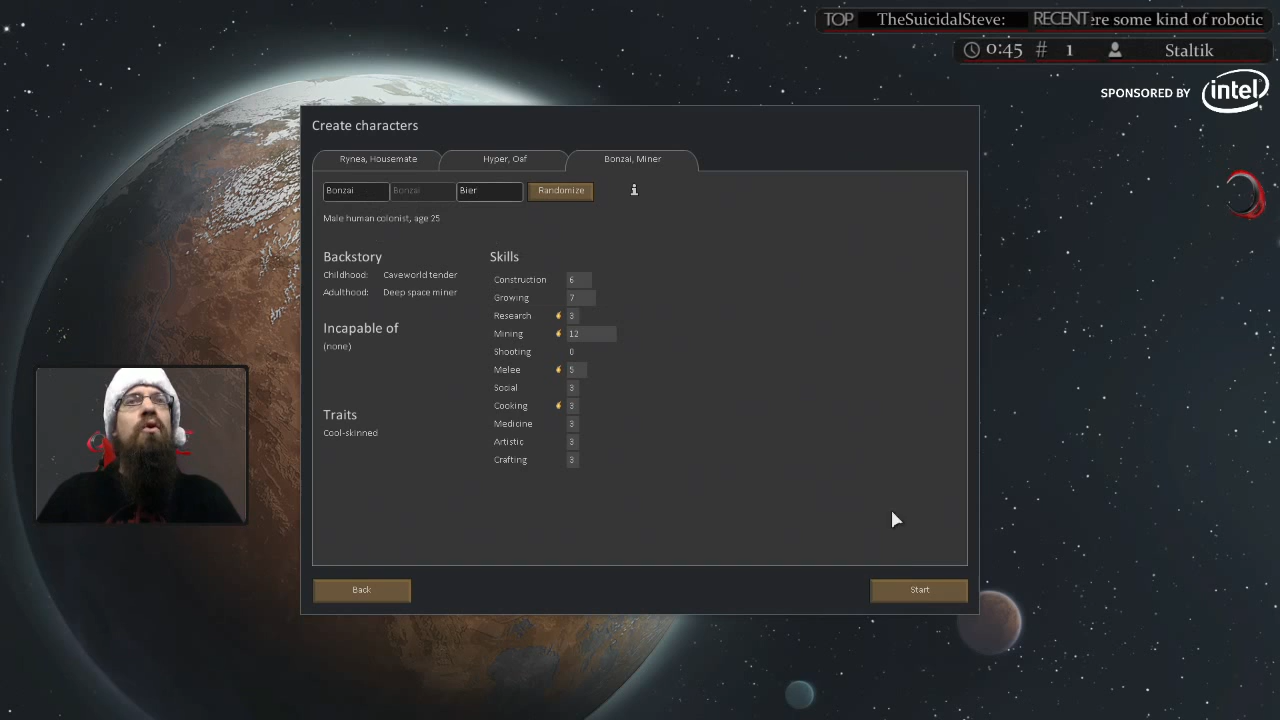 TOP TheSuicidalSteve: RECENT ere some kind of robotic
0:45 # 1 Staltik
SPONSORED BY intel
Create characters
Rynea, Housemate Hyper, Oaf Bonzai, Miner
Bonzai Bonzai Bier Randomize
Male human colonist, age 25
Backstory
Childhood: Caveworld tender
Adulthood: Deep space miner
Incapable of
(none)
Traits
Cool-skinned
Skills
Construction 6
Growing 7
Research 3
Mining 12
Shooting 0
Melee 5
Social 3
Cooking 3
Medicine 3
Artistic 3
Crafting 3
Back Start